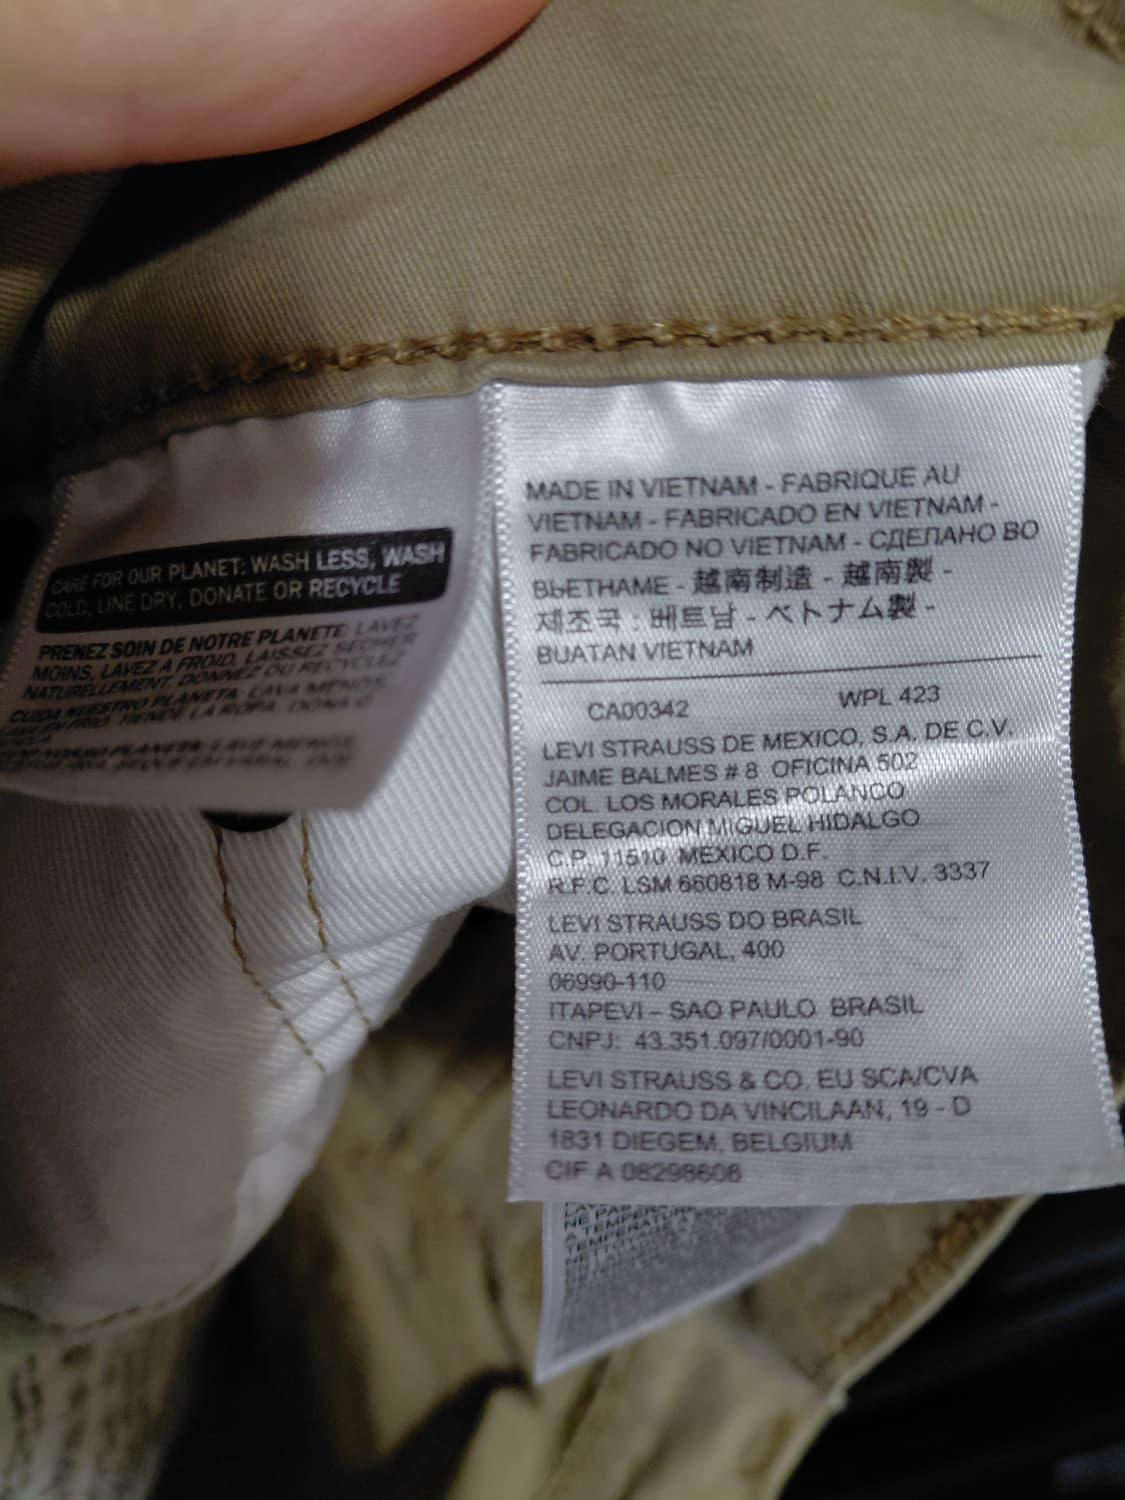 CARE FOR OUR PLANET: WASH LESS, WASH
COLD, LINE DRY, DONATE OR RECYCLE
PRENEZ SOIN DE NOTRE PLANETE: LAVEZ
MOINS, LAVEZ A FROID, LAISSEZ SECHER
NATURELLEMENT, DONNEZ OU RECYCLEZ
CUIDA NUESTRO PLANETA: LAVA MENOS,
MADE IN VIETNAM - FABRIQUE AU
VIETNAM - FABRICADO EN VIETNAM -
FABRICADO NO VIETNAM - СДЕЛАНО ВО
ВЬЕТНАМЕ - 越南制造 - 越南製 -
제조국 : 베트남 - ベトナム製 -
BUATAN VIETNAM
CA00342 WPL 423
LEVI STRAUSS DE MEXICO, S.A. DE C.V.
JAIME BALMES # 8 OFICINA 502
COL. LOS MORALES POLANCO
DELEGACION MIGUEL HIDALGO
C.P. 11510 MEXICO D.F.
R.F.C. LSM 660818 M-98 C.N.I.V. 3337
LEVI STRAUSS DO BRASIL
AV. PORTUGAL, 400
06990-110
ITAPEVI – SAO PAULO BRASIL
CNPJ: 43.351.097/0001-90
LEVI STRAUSS & CO. EU SCA/CVA
LEONARDO DA VINCILAAN, 19 - D
1831 DIEGEM, BELGIUM
CIF A 08298608